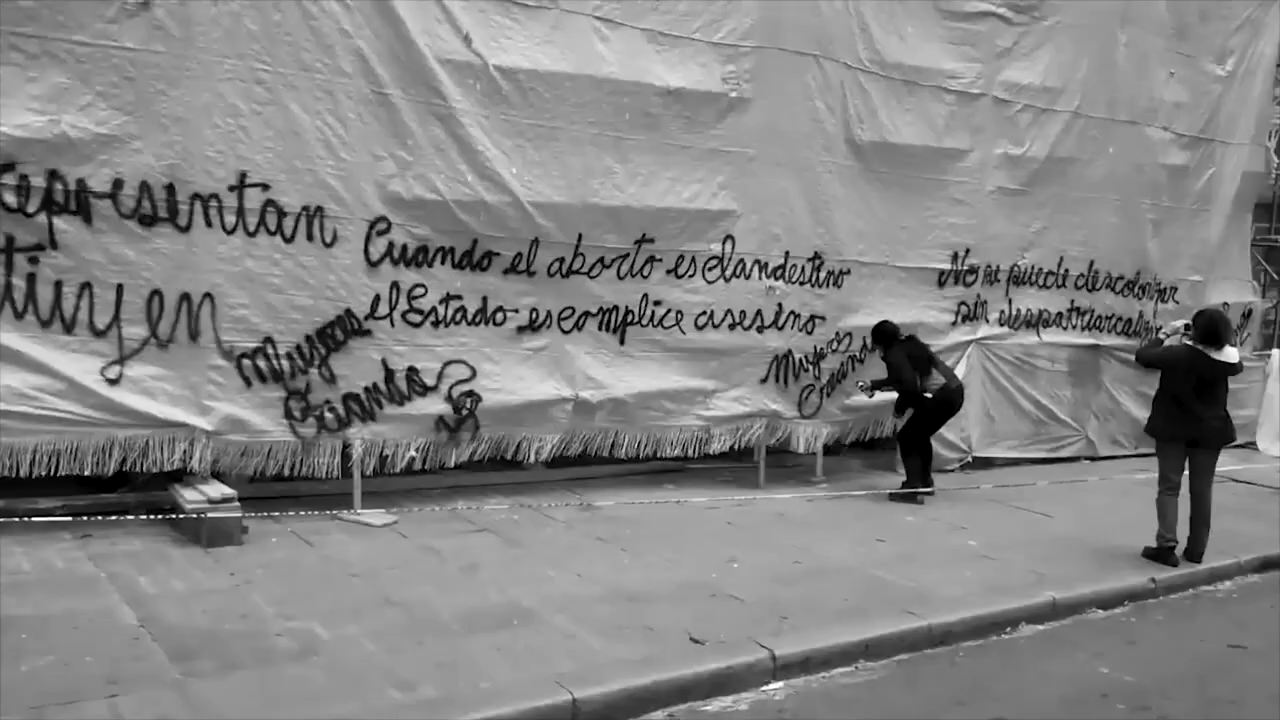 representan
tituyen
Mujeres
Creando
Cuando el aborto es clandestino
el Estado es complice asesino
Mujeres
Creando
No se puede descolonizar
sin despatriarcalizar